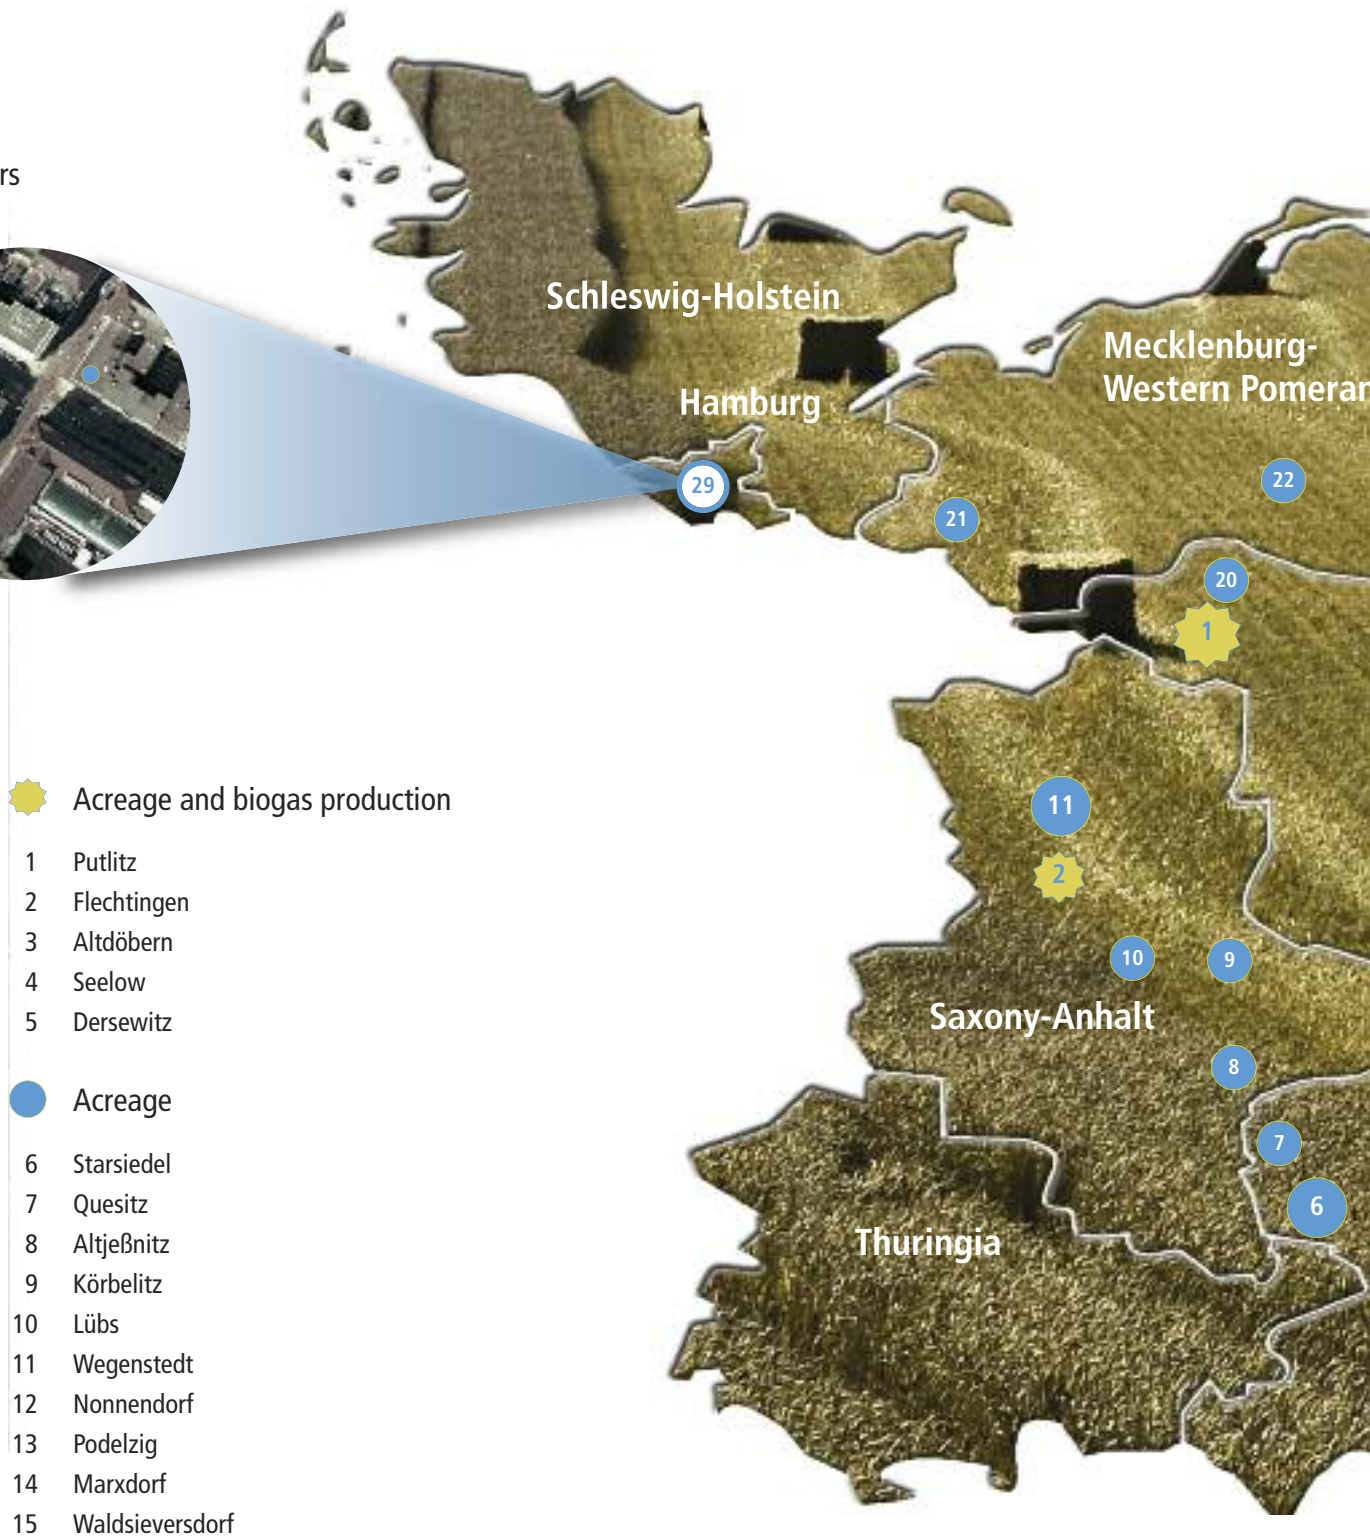 rs
Schleswig-Holstein
Hamburg
Mecklenburg-
Western Pomeran
29
21
22
20
1
11
2
10
9
Saxony-Anhalt
8
7
6
Thuringia
Acreage and biogas production
1 Putlitz
2 Flechtingen
3 Altdöbern
4 Seelow
5 Dersewitz
Acreage
6 Starsiedel
7 Quesitz
8 Altjeßnitz
9 Körbelitz
10 Lübs
11 Wegenstedt
12 Nonnendorf
13 Podelzig
14 Marxdorf
15 Waldsieversdorf